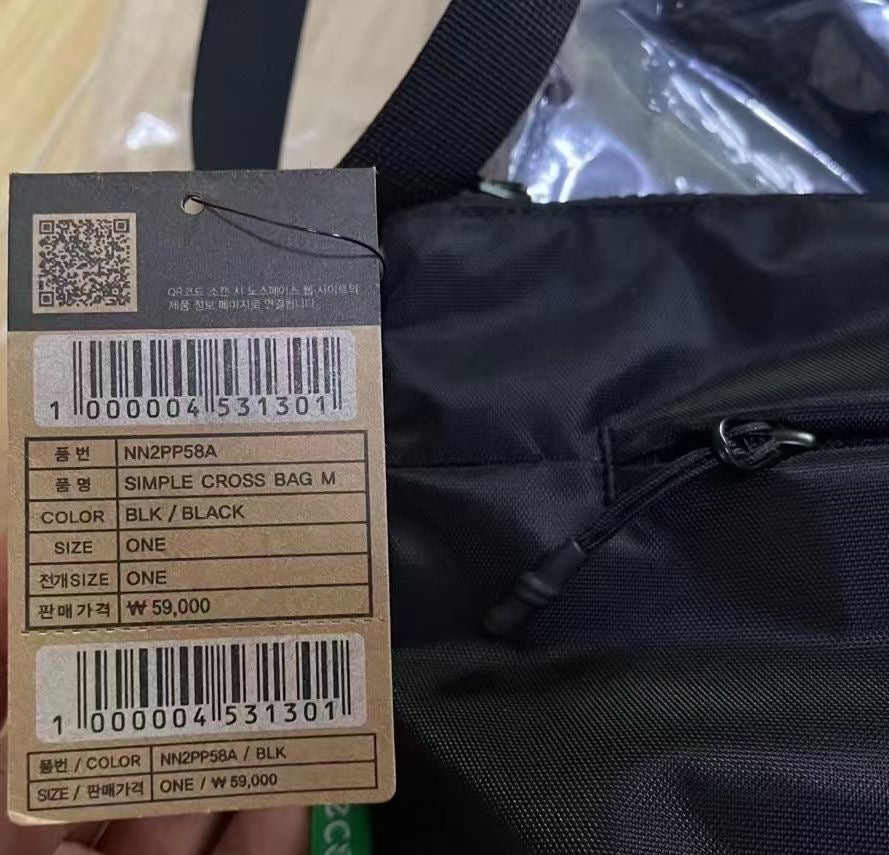 QR코드 스캔 시 노스페이스 웹 사이트의
제품 정보 페이지로 연결됩니다.
1 000004 531301
품 번 NN2PP58A
품 명 SIMPLE CROSS BAG M
COLOR BLK / BLACK
SIZE ONE
전개SIZE ONE
판매가격 ₩ 59,000
1 000004 531301
품번 / COLOR NN2PP58A / BLK
SIZE / 판매가격 ONE / ₩ 59,000